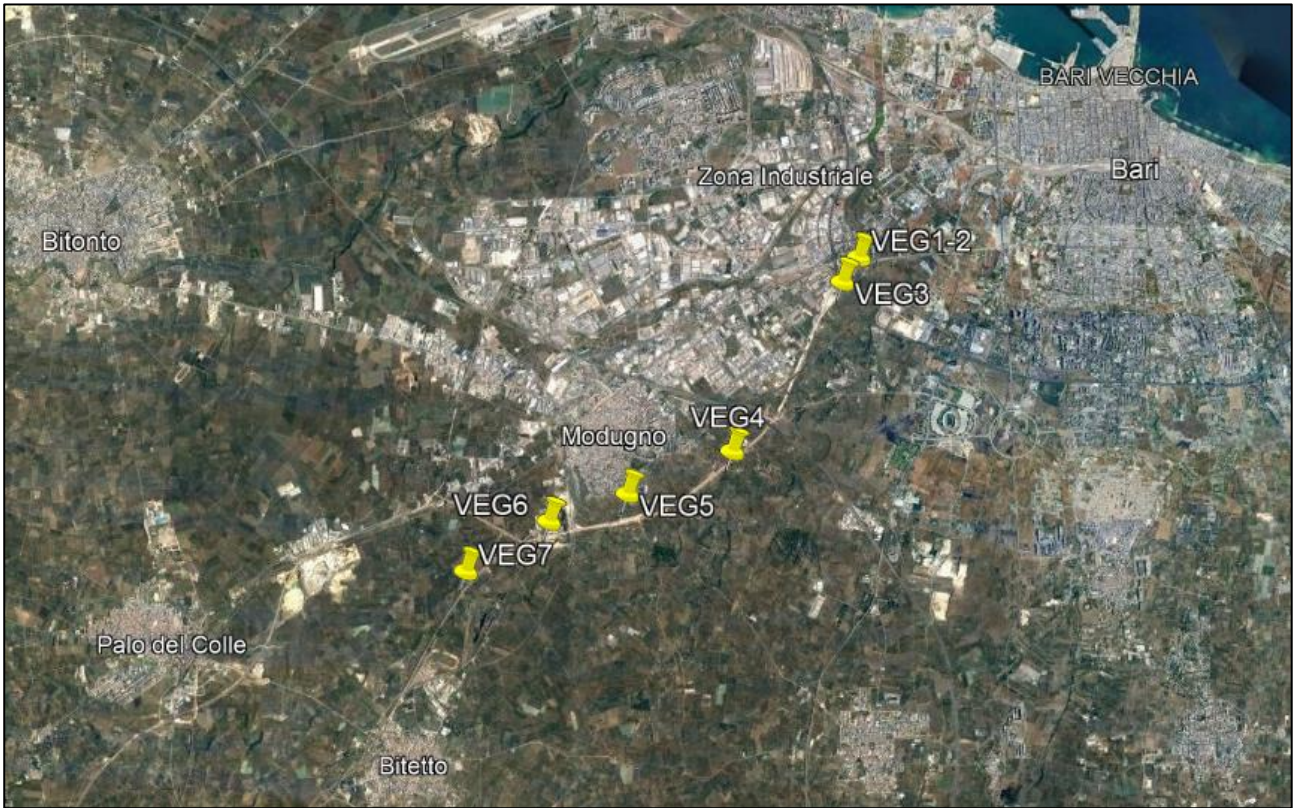 BARI VECCHIA
Bari
Zona Industriale
Bitonto
VEG1-2
VEG3
VEG4
Modugno
VEG6
VEG5
VEG7
Palo del Colle
Bitetto